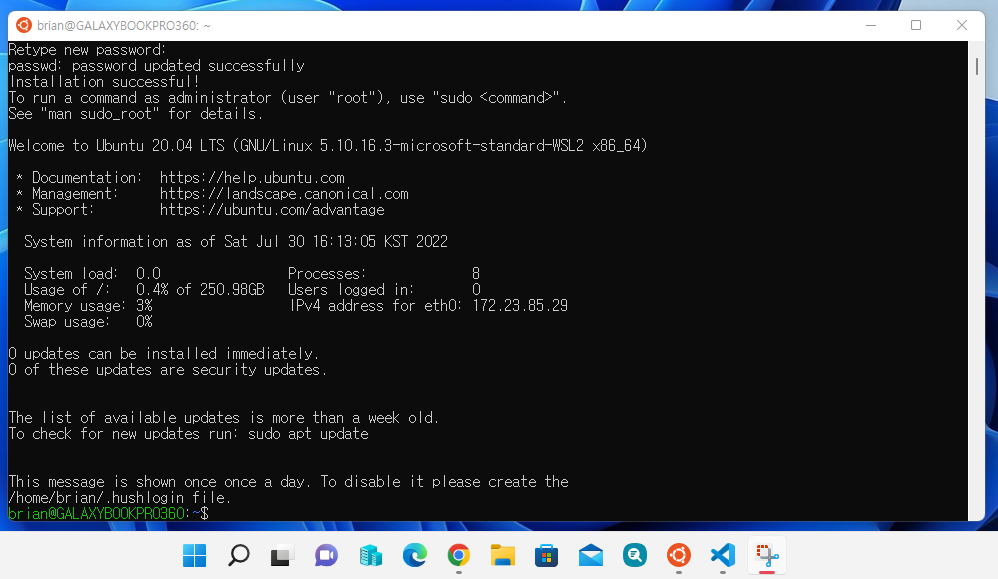 brian@GALAXYBOOKPRO360: ~
Retype new password:
passwd: password updated successfully
Installation successful!
To run a command as administrator (user "root"), use "sudo <command>".
See "man sudo_root" for details.
Welcome to Ubuntu 20.04 LTS (GNU/Linux 5.10.16.3-microsoft-standard-WSL2 x86_64)
* Documentation: https://help.ubuntu.com
* Management: https://landscape.canonical.com
* Support: https://ubuntu.com/advantage
System information as of Sat Jul 30 16:13:05 KST 2022
System load: 0.0 Processes: 8
Usage of /: 0.4% of 250.98GB Users logged in: 0
Memory usage: 3% IPv4 address for eth0: 172.23.85.29
Swap usage: 0%
0 updates can be installed immediately.
0 of these updates are security updates.
The list of available updates is more than a week old.
To check for new updates run: sudo apt update
This message is shown once once a day. To disable it please create the
/home/brian/.hushlogin file.
brian@GALAXYBOOKPRO360:~$